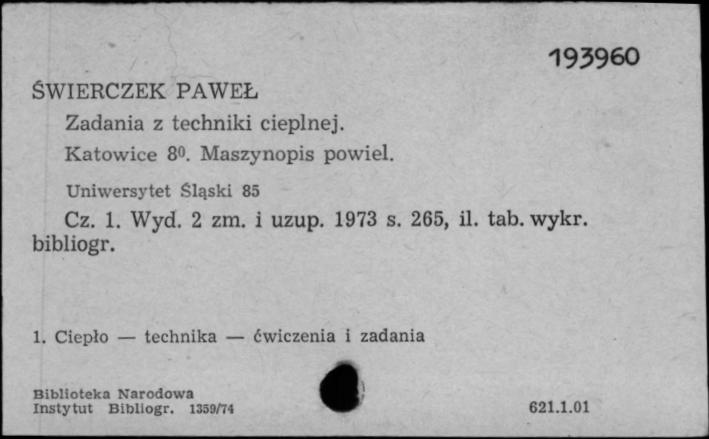 193960
ŚWIERCZEK PAWEŁ
Zadania z techniki cieplnej.
Katowice 8⁰. Maszynopis powiel.
Uniwersytet Śląski 85
Cz. 1. Wyd. 2 zm. i uzup. 1973 s. 265, il. tab. wykr.
bibliogr.
1. Ciepło — technika — ćwiczenia i zadania
Biblioteka Narodowa
Instytut Bibliogr. 1359/74
621.1.01